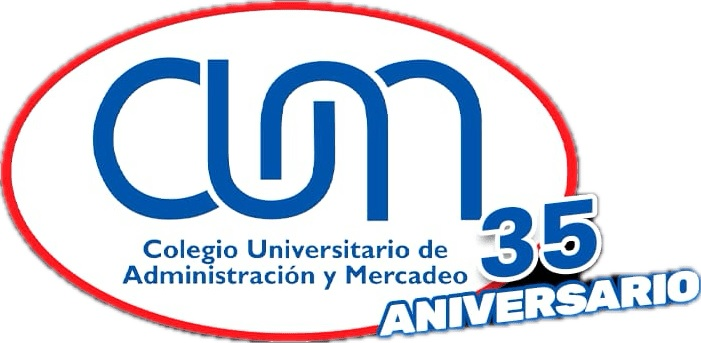 CUM
Colegio Universitario de
Administración y Mercadeo
35
ANIVERSARIO